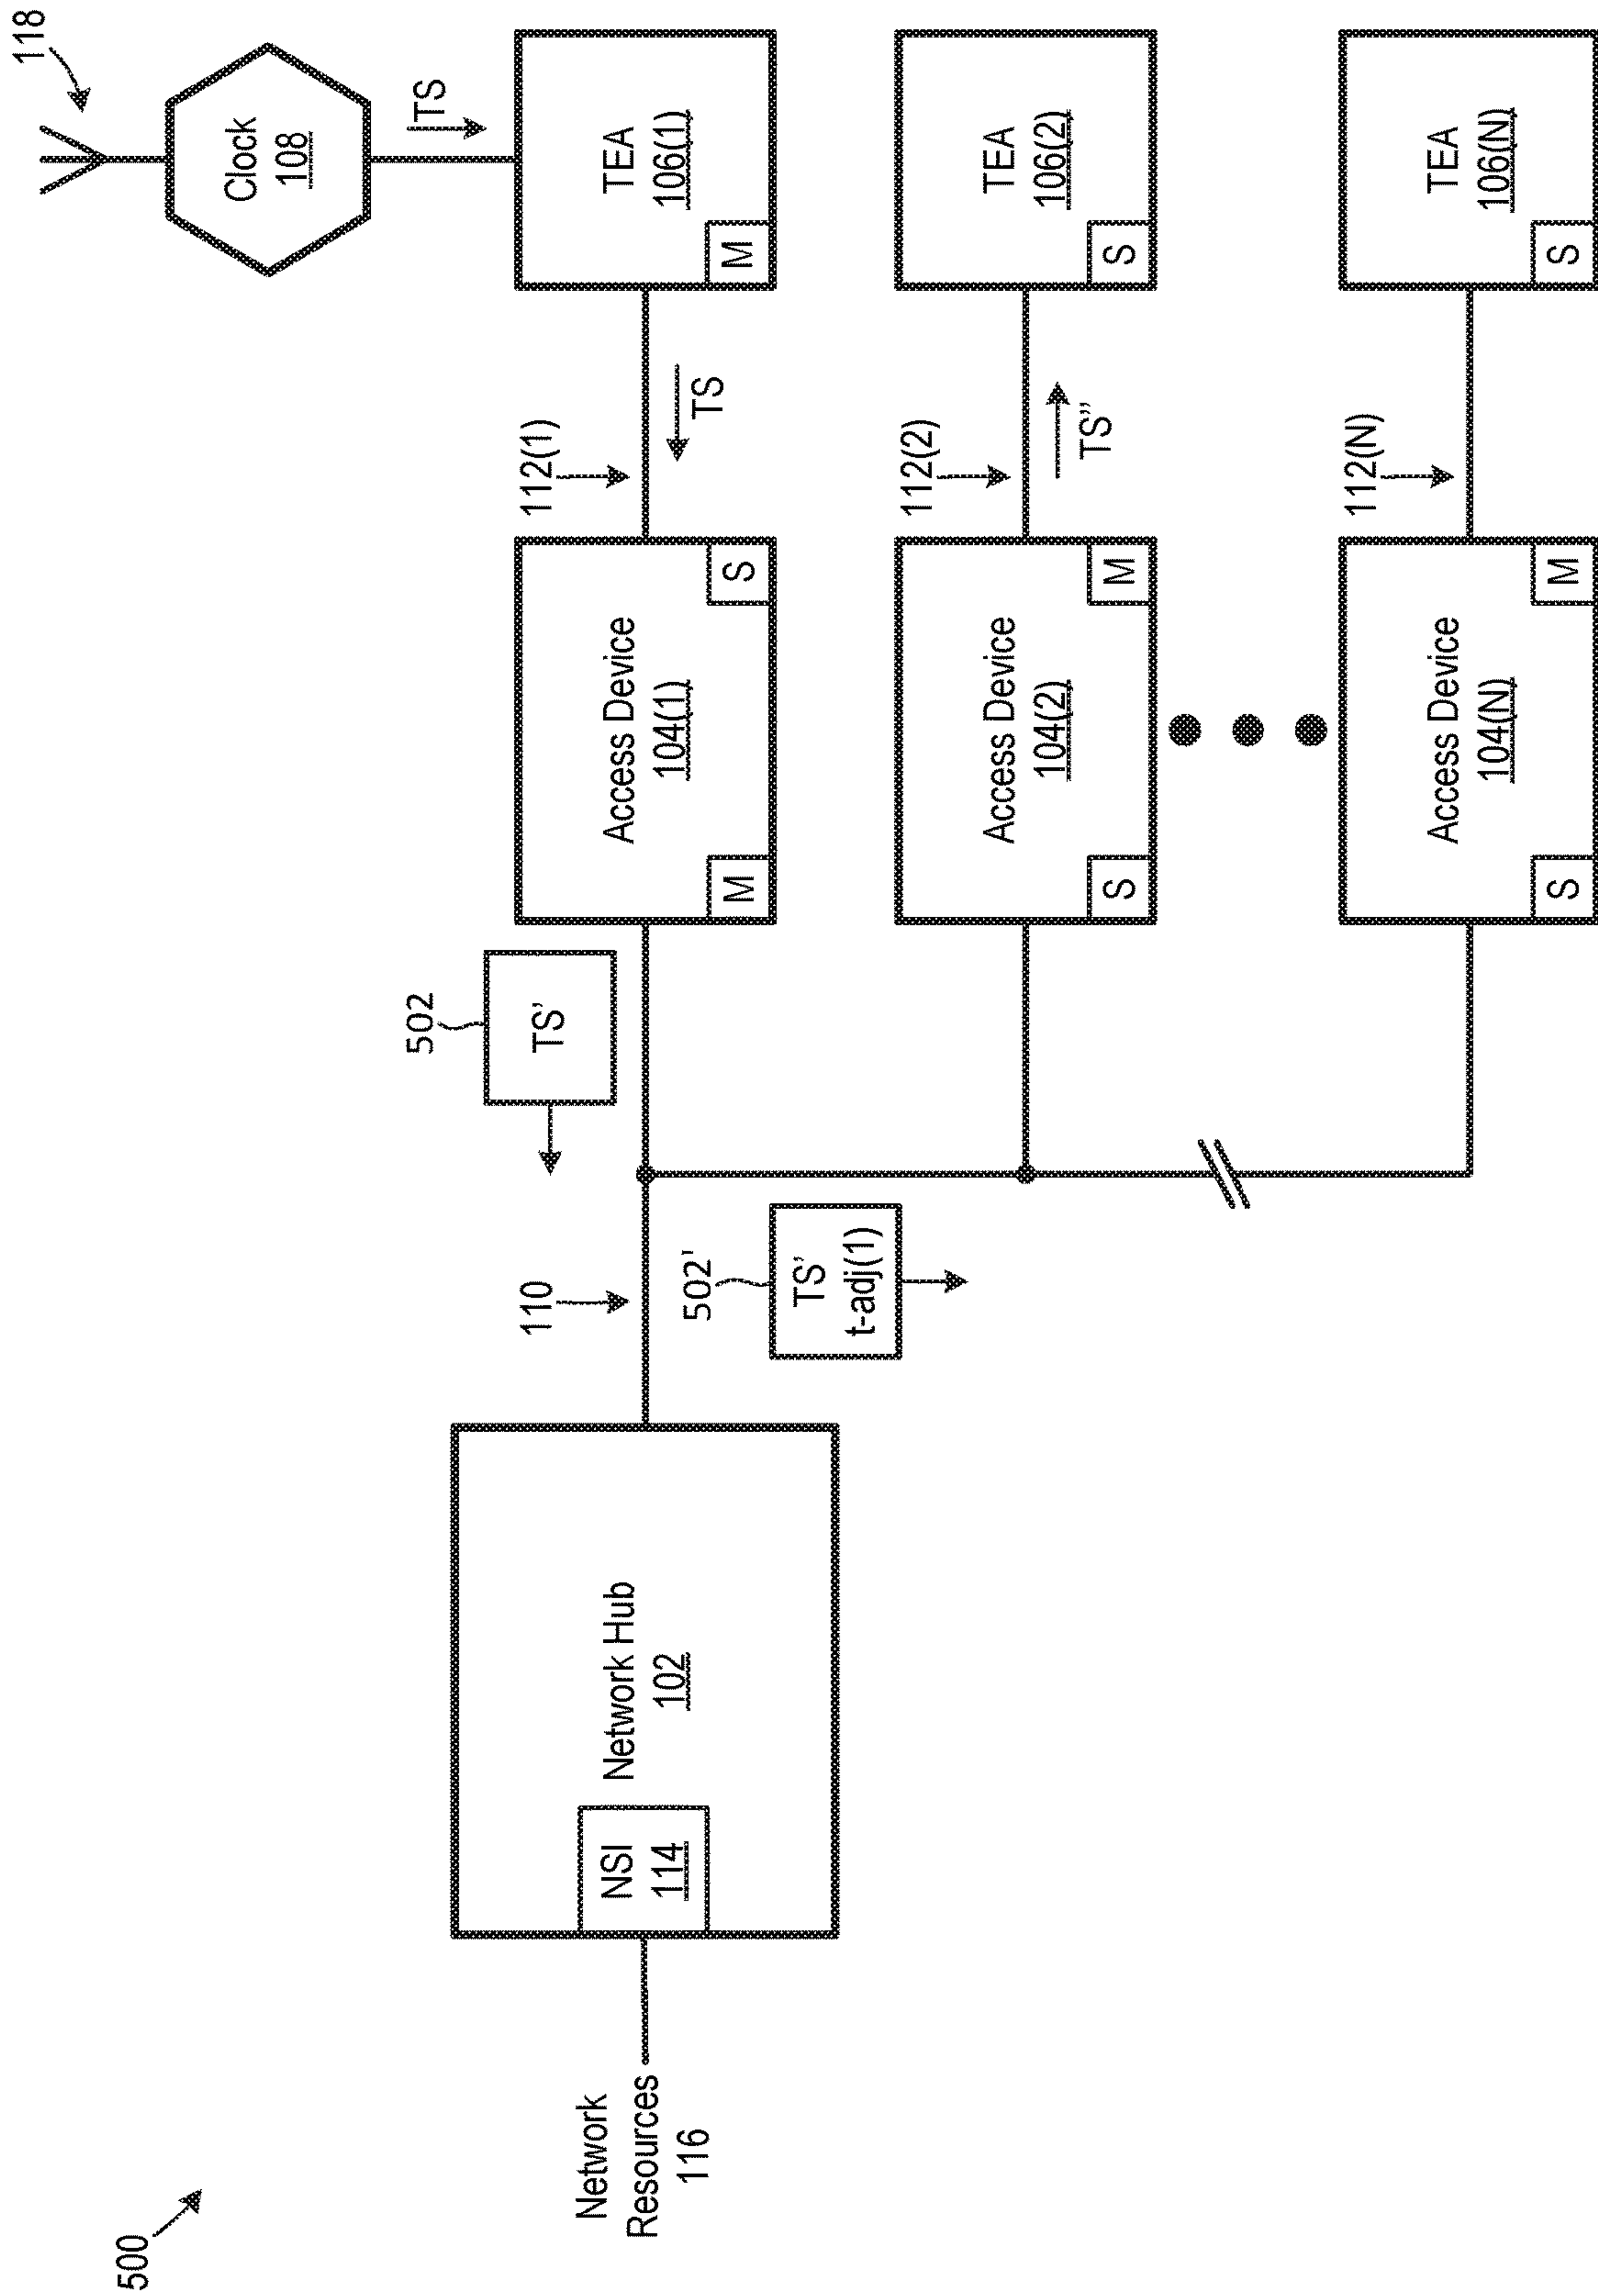 500
118
Clock
108
TS
TEA
106(1)
M
TS
112(1)
Access Device
104(1)
S
M
502
TS'
110
Network Hub
102
NSI
114
Network
Resources
116
502'
TS'
t-adj(1)
Access Device
104(2)
S
M
112(2)
TS''
TEA
106(2)
S
Access Device
104(N)
S
M
112(N)
TEA
106(N)
S